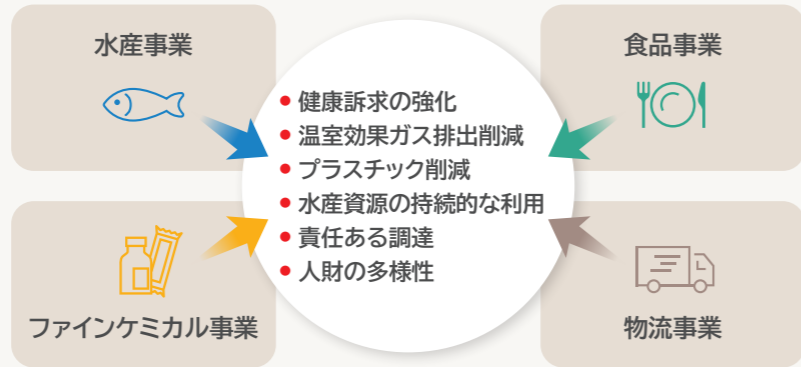 水産事業
食品事業
● 健康訴求の強化
● 温室効果ガス排出削減
● プラスチック削減
● 水産資源の持続的な利用
● 責任ある調達
● 人財の多様性
ファインケミカル事業
物流事業